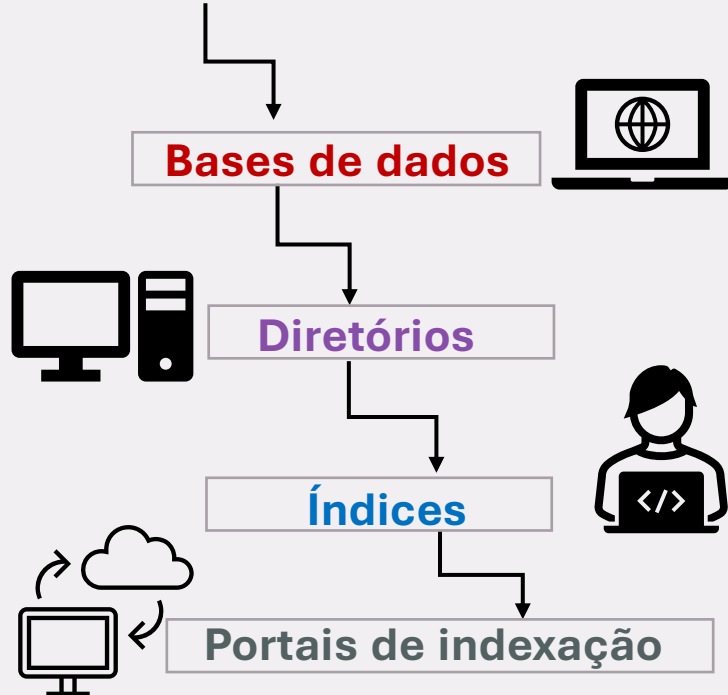 Bases de dados
Diretórios
Índices
</>
Portais de indexação